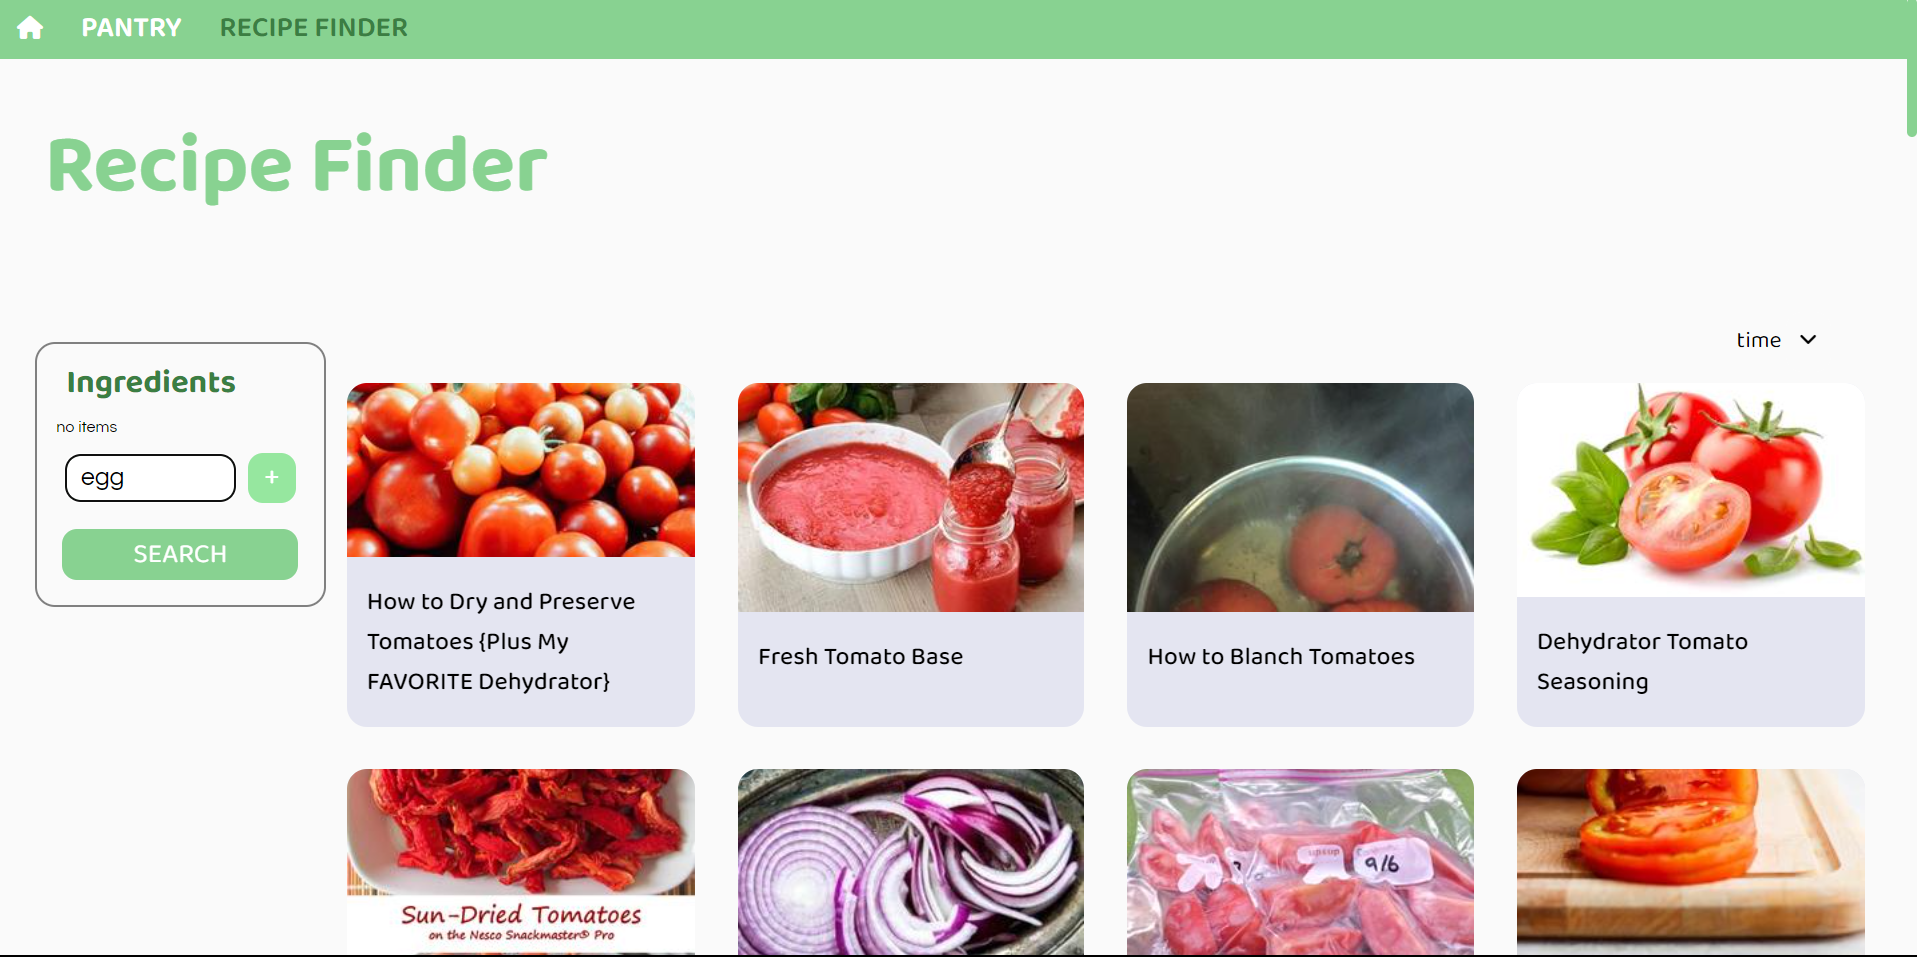 PANTRY
RECIPE FINDER
Recipe Finder
time
Ingredients
no items
egg
+
SEARCH
How to Dry and Preserve
Tomatoes {Plus My
FAVORITE Dehydrator}
Fresh Tomato Base
How to Blanch Tomatoes
Dehydrator Tomato
Seasoning
Sun-Dried Tomatoes
on the Nesco Snackmaster® Pro
9/6